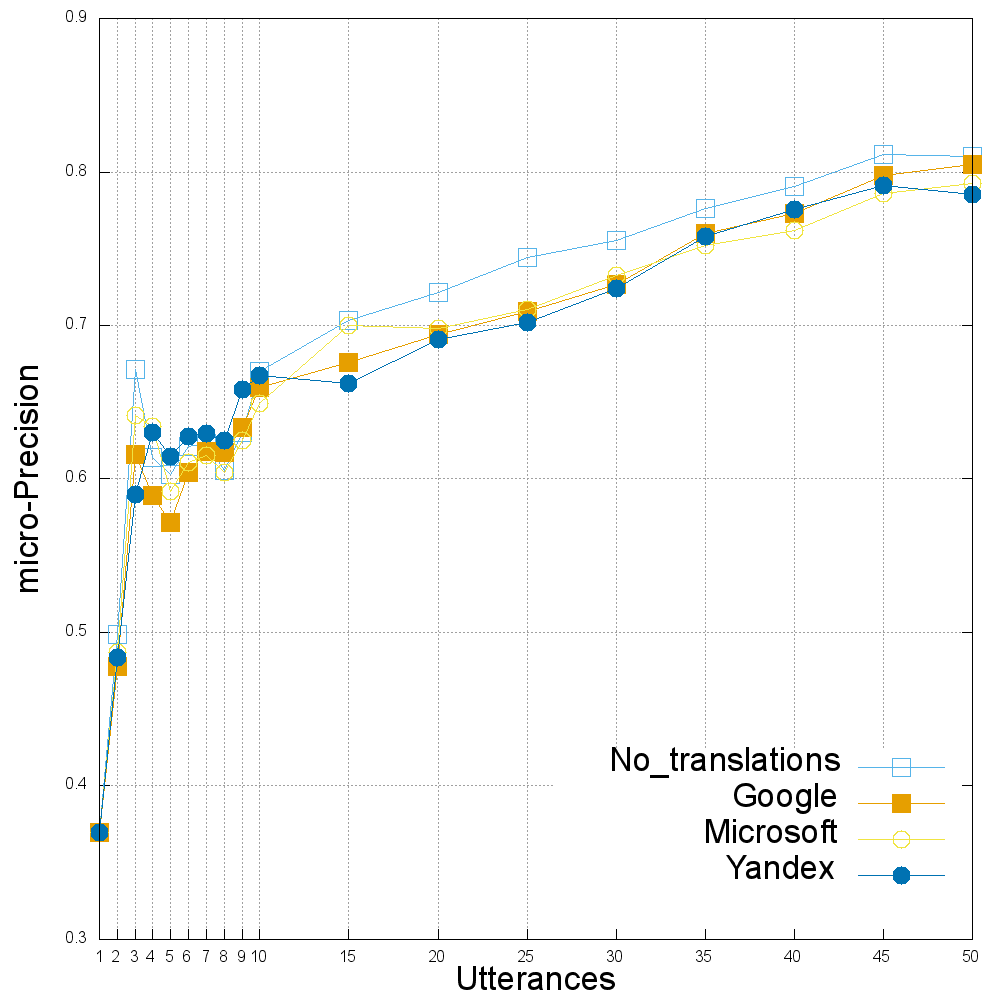 0.9
0.8
0.7
0.6
0.5
0.4
0.3
micro-Precision
No_translations
Google
Microsoft
Yandex
1 2 3 4 5 6 7 8 9 10 15 20 25 30 35 40 45 50
Utterances